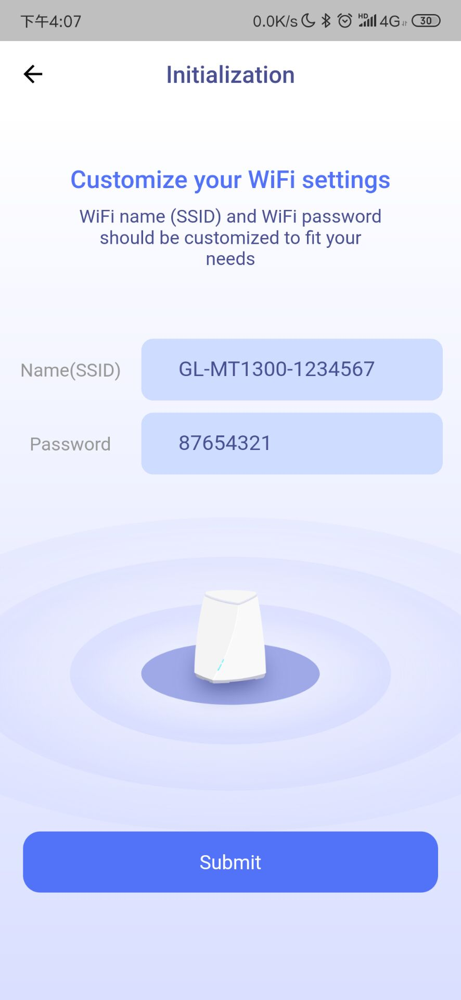 下午4:07 0.0K/s HD 4G 30
Initialization
Customize your WiFi settings
WiFi name (SSID) and WiFi password
should be customized to fit your
needs
Name(SSID) GL-MT1300-1234567
Password 87654321
Submit